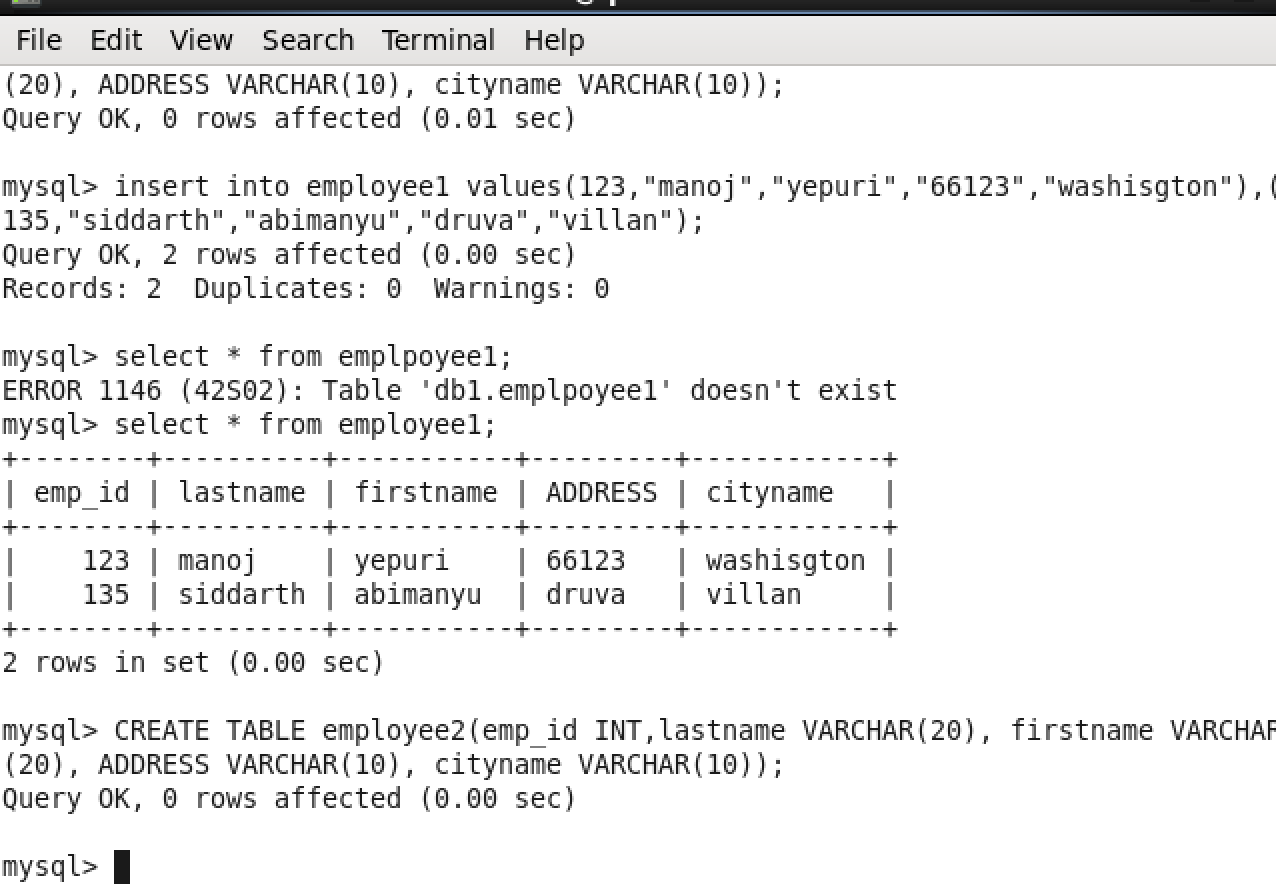 File Edit View Search Terminal Help
(20), ADDRESS VARCHAR(10), cityname VARCHAR(10));
Query OK, 0 rows affected (0.01 sec)
mysql> insert into employee1 values(123,"manoj","yepuri","66123","washisgton"),(
135,"siddarth","abimanyu","druva","villan");
Query OK, 2 rows affected (0.00 sec)
Records: 2  Duplicates: 0  Warnings: 0
mysql> select * from emplpoyee1;
ERROR 1146 (42S02): Table 'db1.emplpoyee1' doesn't exist
mysql> select * from employee1;
+--------+----------+-----------+---------+------------+
| emp_id | lastname | firstname | ADDRESS | cityname   |
+--------+----------+-----------+---------+------------+
|    123 | manoj    | yepuri    | 66123   | washisgton |
|    135 | siddarth | abimanyu  | druva   | villan     |
+--------+----------+-----------+---------+------------+
2 rows in set (0.00 sec)
mysql> CREATE TABLE employee2(emp_id INT,lastname VARCHAR(20), firstname VARCHAR
(20), ADDRESS VARCHAR(10), cityname VARCHAR(10));
Query OK, 0 rows affected (0.00 sec)
mysql>